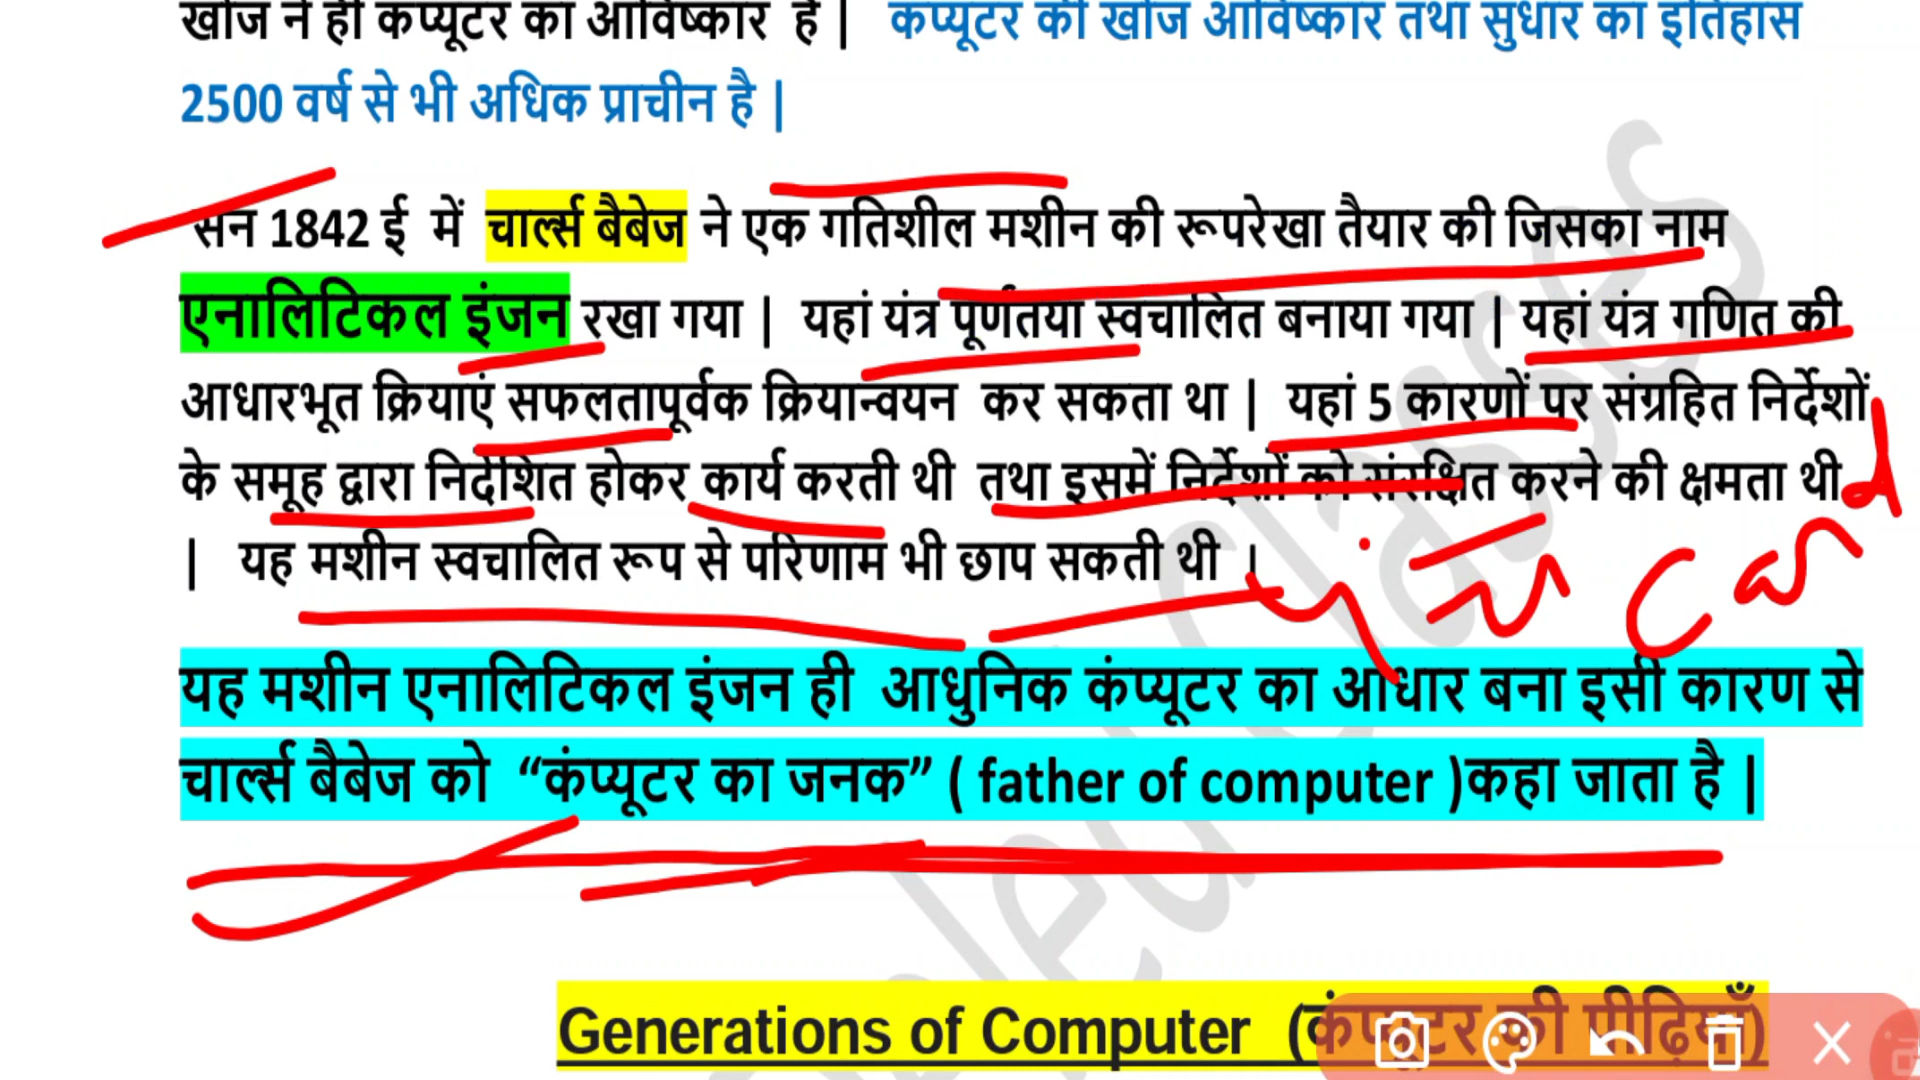 खोज ने ही कंप्यूटर का आविष्कार है | कंप्यूटर की खोज आविष्कार तथा सुधार का इतिहास
2500 वर्ष से भी अधिक प्राचीन है |
सन 1842 ई में चार्ल्स बैबेज ने एक गतिशील मशीन की रूपरेखा तैयार की जिसका नाम
एनालिटिकल इंजन रखा गया | यहां यंत्र पूर्णतया स्वचालित बनाया गया | यहां यंत्र गणित की
आधारभूत क्रियाएं सफलतापूर्वक क्रियान्वयन कर सकता था | यहां 5 कारणों पर संग्रहित निर्देशों
के समूह द्वारा निर्देशित होकर कार्य करती थी तथा इसमें निर्देशों को संरक्षित करने की क्षमता थी
| यह मशीन स्वचालित रूप से परिणाम भी छाप सकती थी |
card
यह मशीन एनालिटिकल इंजन ही आधुनिक कंप्यूटर का आधार बना इसी कारण से
चार्ल्स बैबेज को “कंप्यूटर का जनक” ( father of computer )कहा जाता है |
Generations of Computer (कंप्यूटर की पीढ़ियाँ)